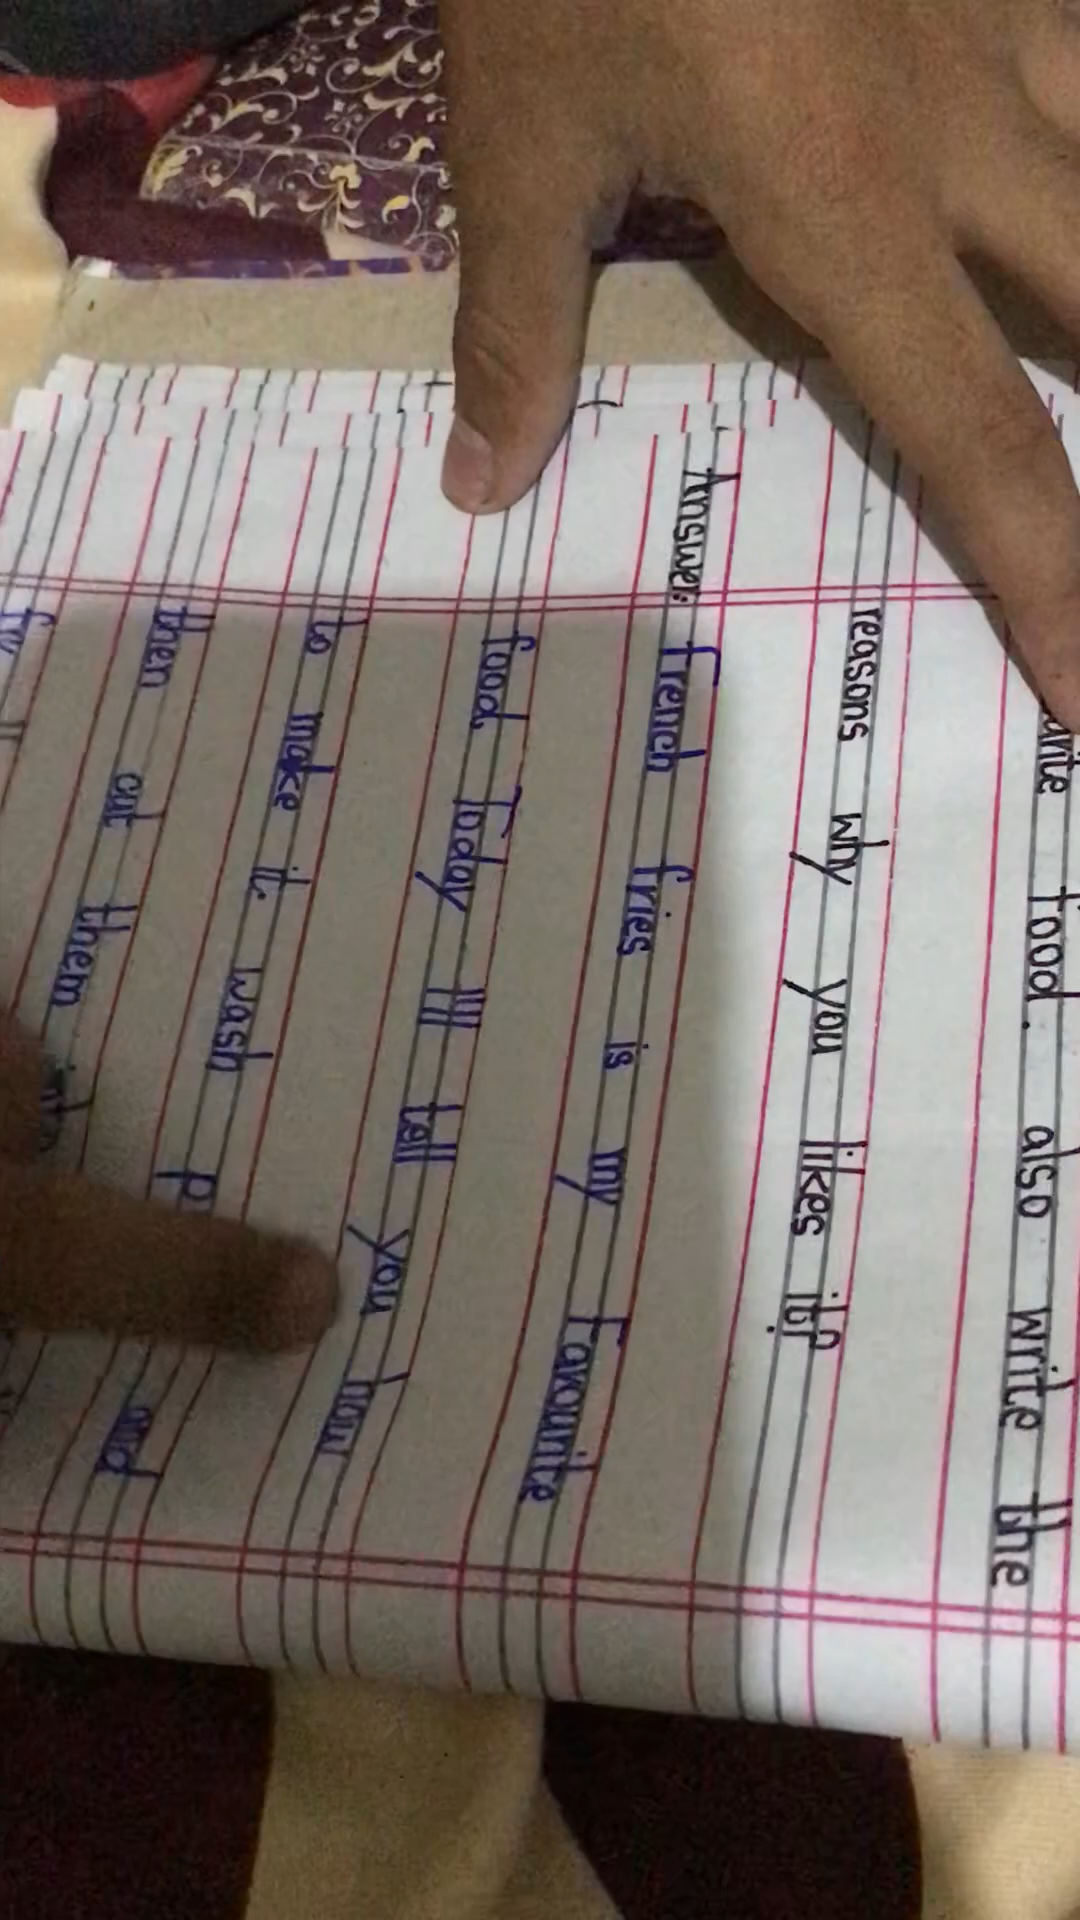 food. also write the
reasons why you likes it?
Answer: french fries is my favourite
food. Today I'll tell you how
to make it. wash
and
then cut them